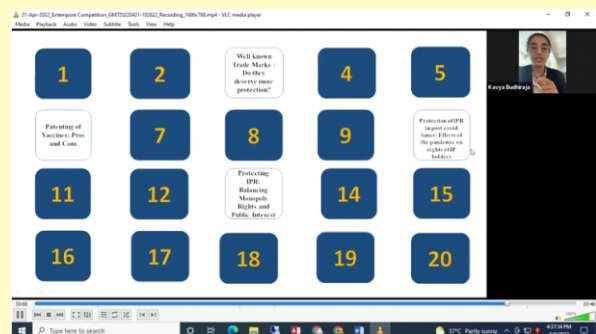 21-Apr-2022_Extempore Competition_GMT20220421-102622_Recording_1686x768.mp4 - VLC media player
Media Playback Audio Video Subtitle Tools View Help
1
2
Well known
Trade Marks :
Do they
deserve more
protection?
4
5
Kavya Budhiraja
Patenting of
Vaccines: Pros
and Cons
7
8
9
Protection of IPR
in post covid
times: Effects of
the pandemic on
rights of IP
holders
11
12
Protecting
IPR:
Balancing
Monopoly
Rights and
Public Interest
14
15
16
17
18
19
20
Type here to search
37°C Partly sunny
4:57:34 PM